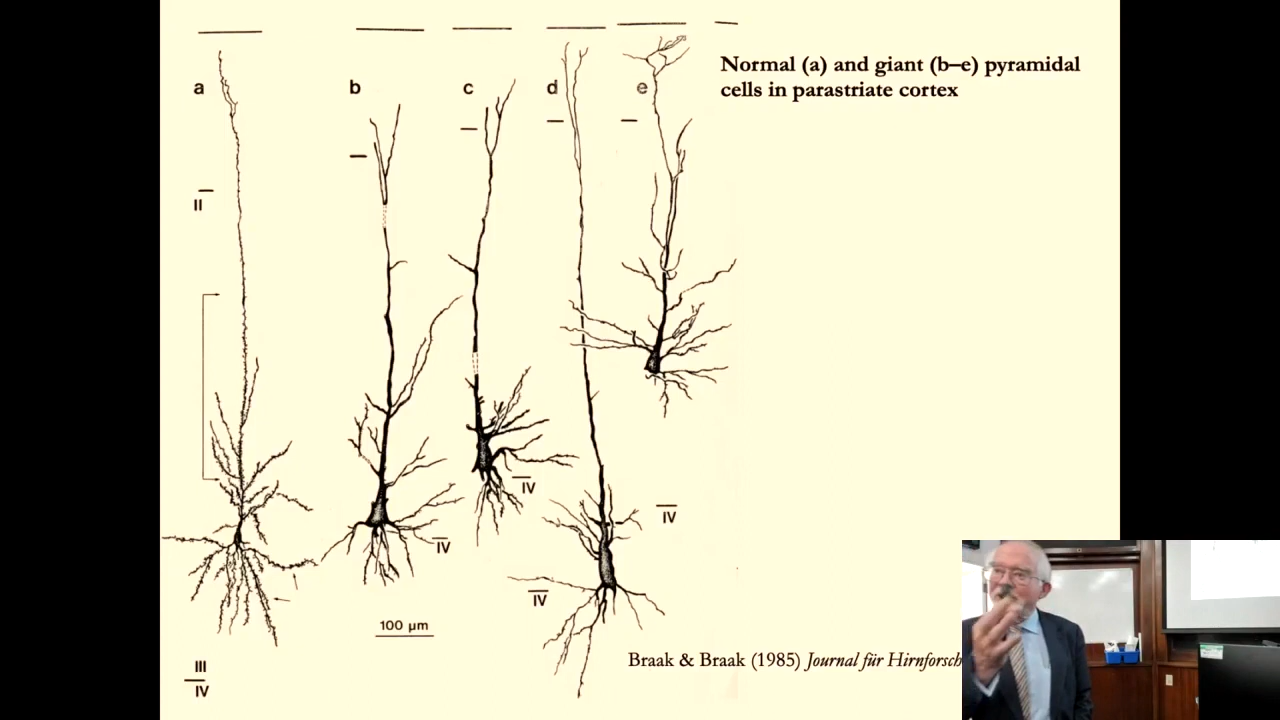 Normal (a) and giant (b–e) pyramidal
cells in parastriate cortex
a
b
c
d
e
II
IV
IV
IV
IV
100 µm
III
IV
Braak & Braak (1985) Journal für Hirnforsch